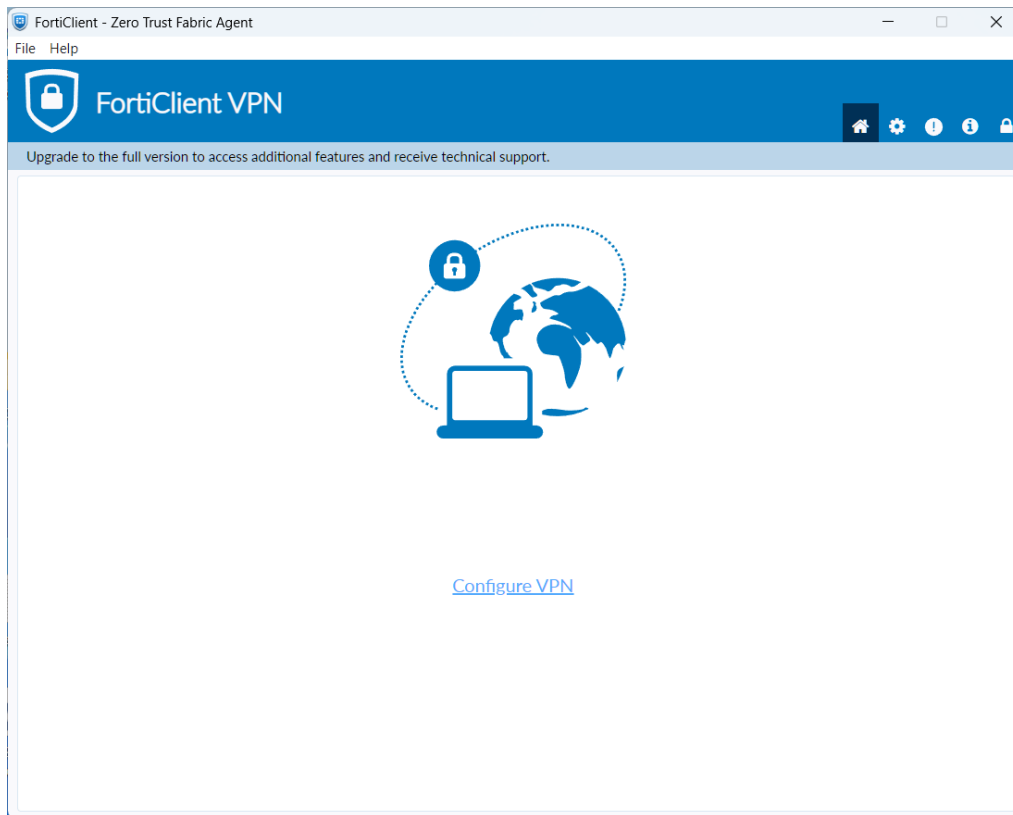 FortiClient - Zero Trust Fabric Agent
File Help
FortiClient VPN
Upgrade to the full version to access additional features and receive technical support.
Configure VPN